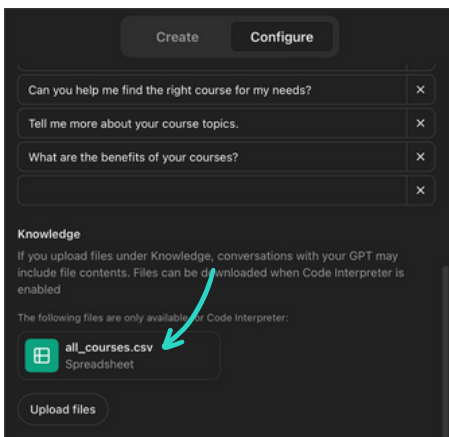 Create Configure
Can you help me find the right course for my needs? ×
Tell me more about your course topics. ×
What are the benefits of your courses? ×
×
Knowledge
If you upload files under Knowledge, conversations with your GPT may
include file contents. Files can be downloaded when Code Interpreter is
enabled
The following files are only available for Code Interpreter:
all_courses.csv
Spreadsheet
Upload files